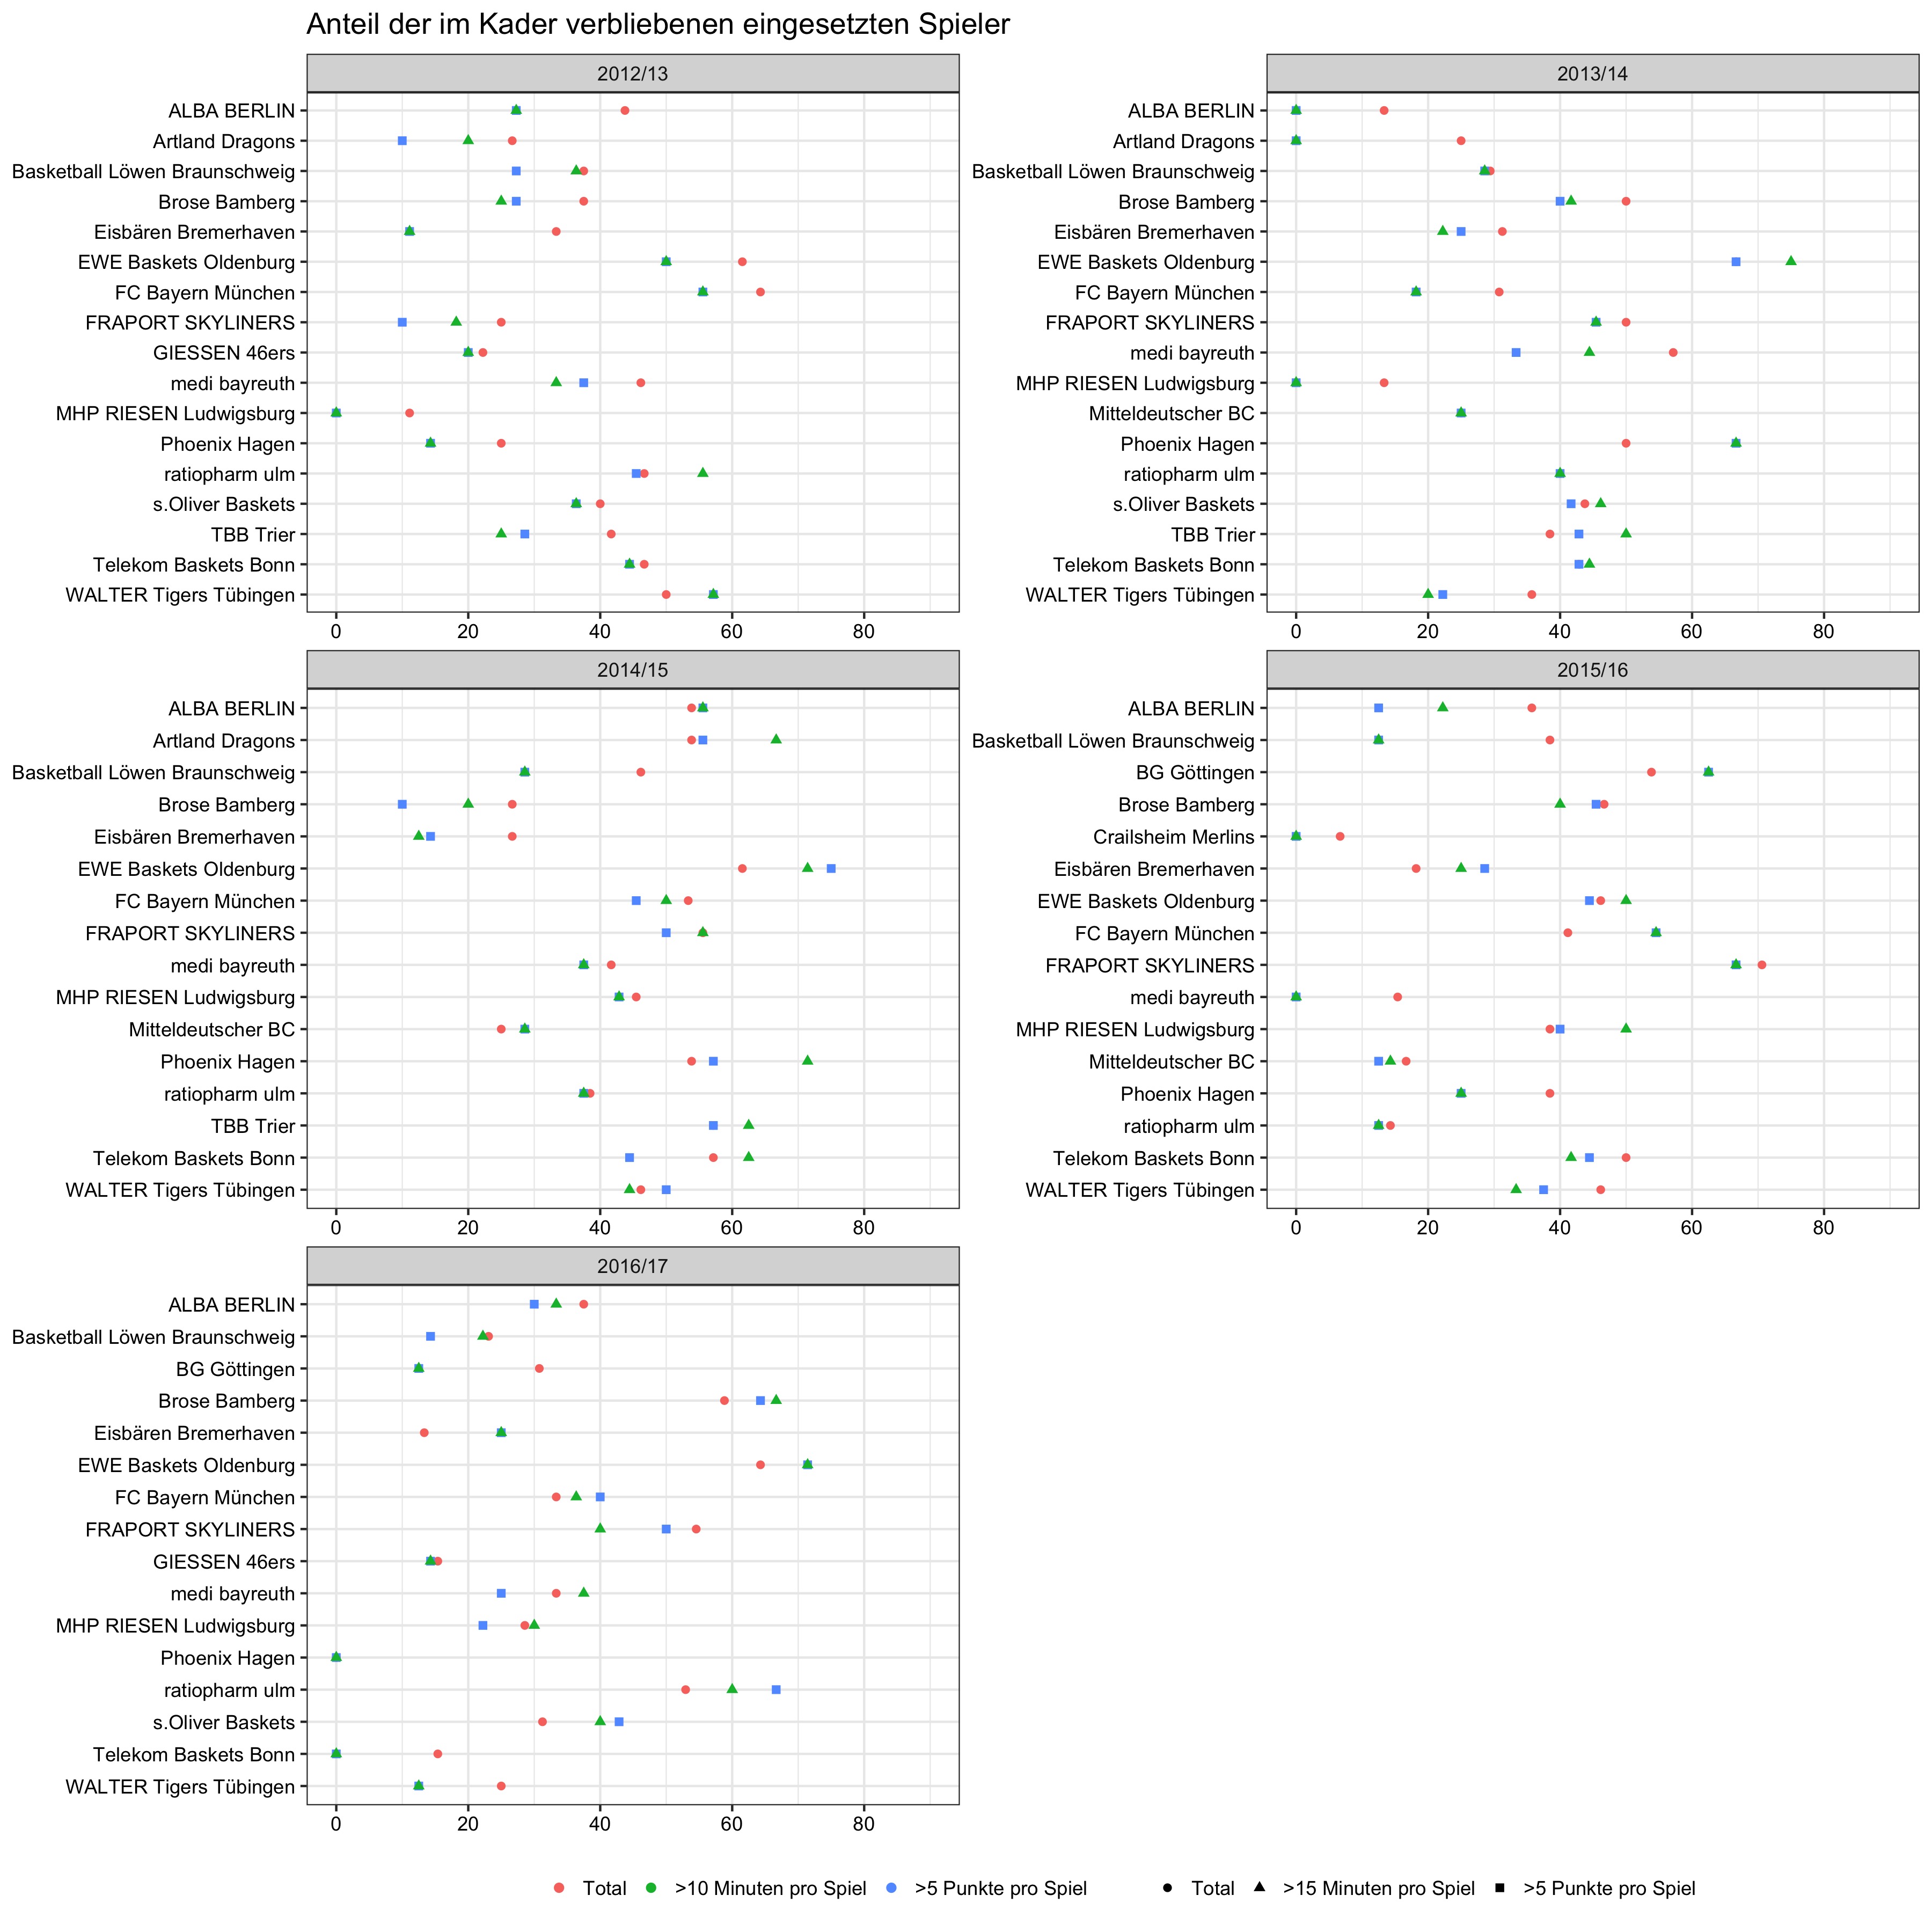 Anteil der im Kader verbliebenen eingesetzten Spieler
2012/13
ALBA BERLIN
Artland Dragons
Basketball Löwen Braunschweig
Brose Bamberg
Eisbären Bremerhaven
EWE Baskets Oldenburg
FC Bayern München
FRAPORT SKYLINERS
GIESSEN 46ers
medi bayreuth
MHP RIESEN Ludwigsburg
Phoenix Hagen
ratiopharm ulm
s.Oliver Baskets
TBB Trier
Telekom Baskets Bonn
WALTER Tigers Tübingen
0 20 40 60 80
2013/14
ALBA BERLIN
Artland Dragons
Basketball Löwen Braunschweig
Brose Bamberg
Eisbären Bremerhaven
EWE Baskets Oldenburg
FC Bayern München
FRAPORT SKYLINERS
medi bayreuth
MHP RIESEN Ludwigsburg
Mitteldeutscher BC
Phoenix Hagen
ratiopharm ulm
s.Oliver Baskets
TBB Trier
Telekom Baskets Bonn
WALTER Tigers Tübingen
0 20 40 60 80
2014/15
ALBA BERLIN
Artland Dragons
Basketball Löwen Braunschweig
Brose Bamberg
Eisbären Bremerhaven
EWE Baskets Oldenburg
FC Bayern München
FRAPORT SKYLINERS
medi bayreuth
MHP RIESEN Ludwigsburg
Mitteldeutscher BC
Phoenix Hagen
ratiopharm ulm
TBB Trier
Telekom Baskets Bonn
WALTER Tigers Tübingen
0 20 40 60 80
2015/16
ALBA BERLIN
Basketball Löwen Braunschweig
BG Göttingen
Brose Bamberg
Crailsheim Merlins
Eisbären Bremerhaven
EWE Baskets Oldenburg
FC Bayern München
FRAPORT SKYLINERS
medi bayreuth
MHP RIESEN Ludwigsburg
Mitteldeutscher BC
Phoenix Hagen
ratiopharm ulm
Telekom Baskets Bonn
WALTER Tigers Tübingen
0 20 40 60 80
2016/17
ALBA BERLIN
Basketball Löwen Braunschweig
BG Göttingen
Brose Bamberg
Eisbären Bremerhaven
EWE Baskets Oldenburg
FC Bayern München
FRAPORT SKYLINERS
GIESSEN 46ers
medi bayreuth
MHP RIESEN Ludwigsburg
Phoenix Hagen
ratiopharm ulm
s.Oliver Baskets
Telekom Baskets Bonn
WALTER Tigers Tübingen
0 20 40 60 80
Total >10 Minuten pro Spiel >5 Punkte pro Spiel Total >15 Minuten pro Spiel >5 Punkte pro Spiel